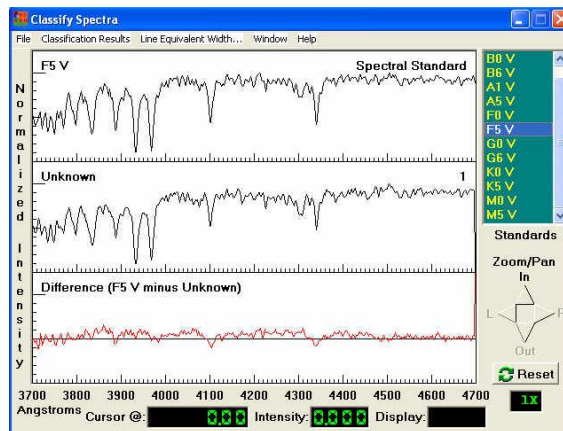 Classify Spectra
File Classification Results Line Equivalent Width... Window Help
Normalized Intensity
F5 V
Spectral Standard
Unknown
1
Difference (F5 V minus Unknown)
3700 3800 3900 4000 4100 4200 4300 4400 4500 4600 4700
Angstroms
Cursor @: 0.00 Intensity: 0.000 Display:
B0 V
B6 V
A1 V
A5 V
F0 V
F5 V
G0 V
G6 V
K0 V
K5 V
M0 V
M5 V
Standards
Zoom/Pan
In
L R
Out
Reset
1X